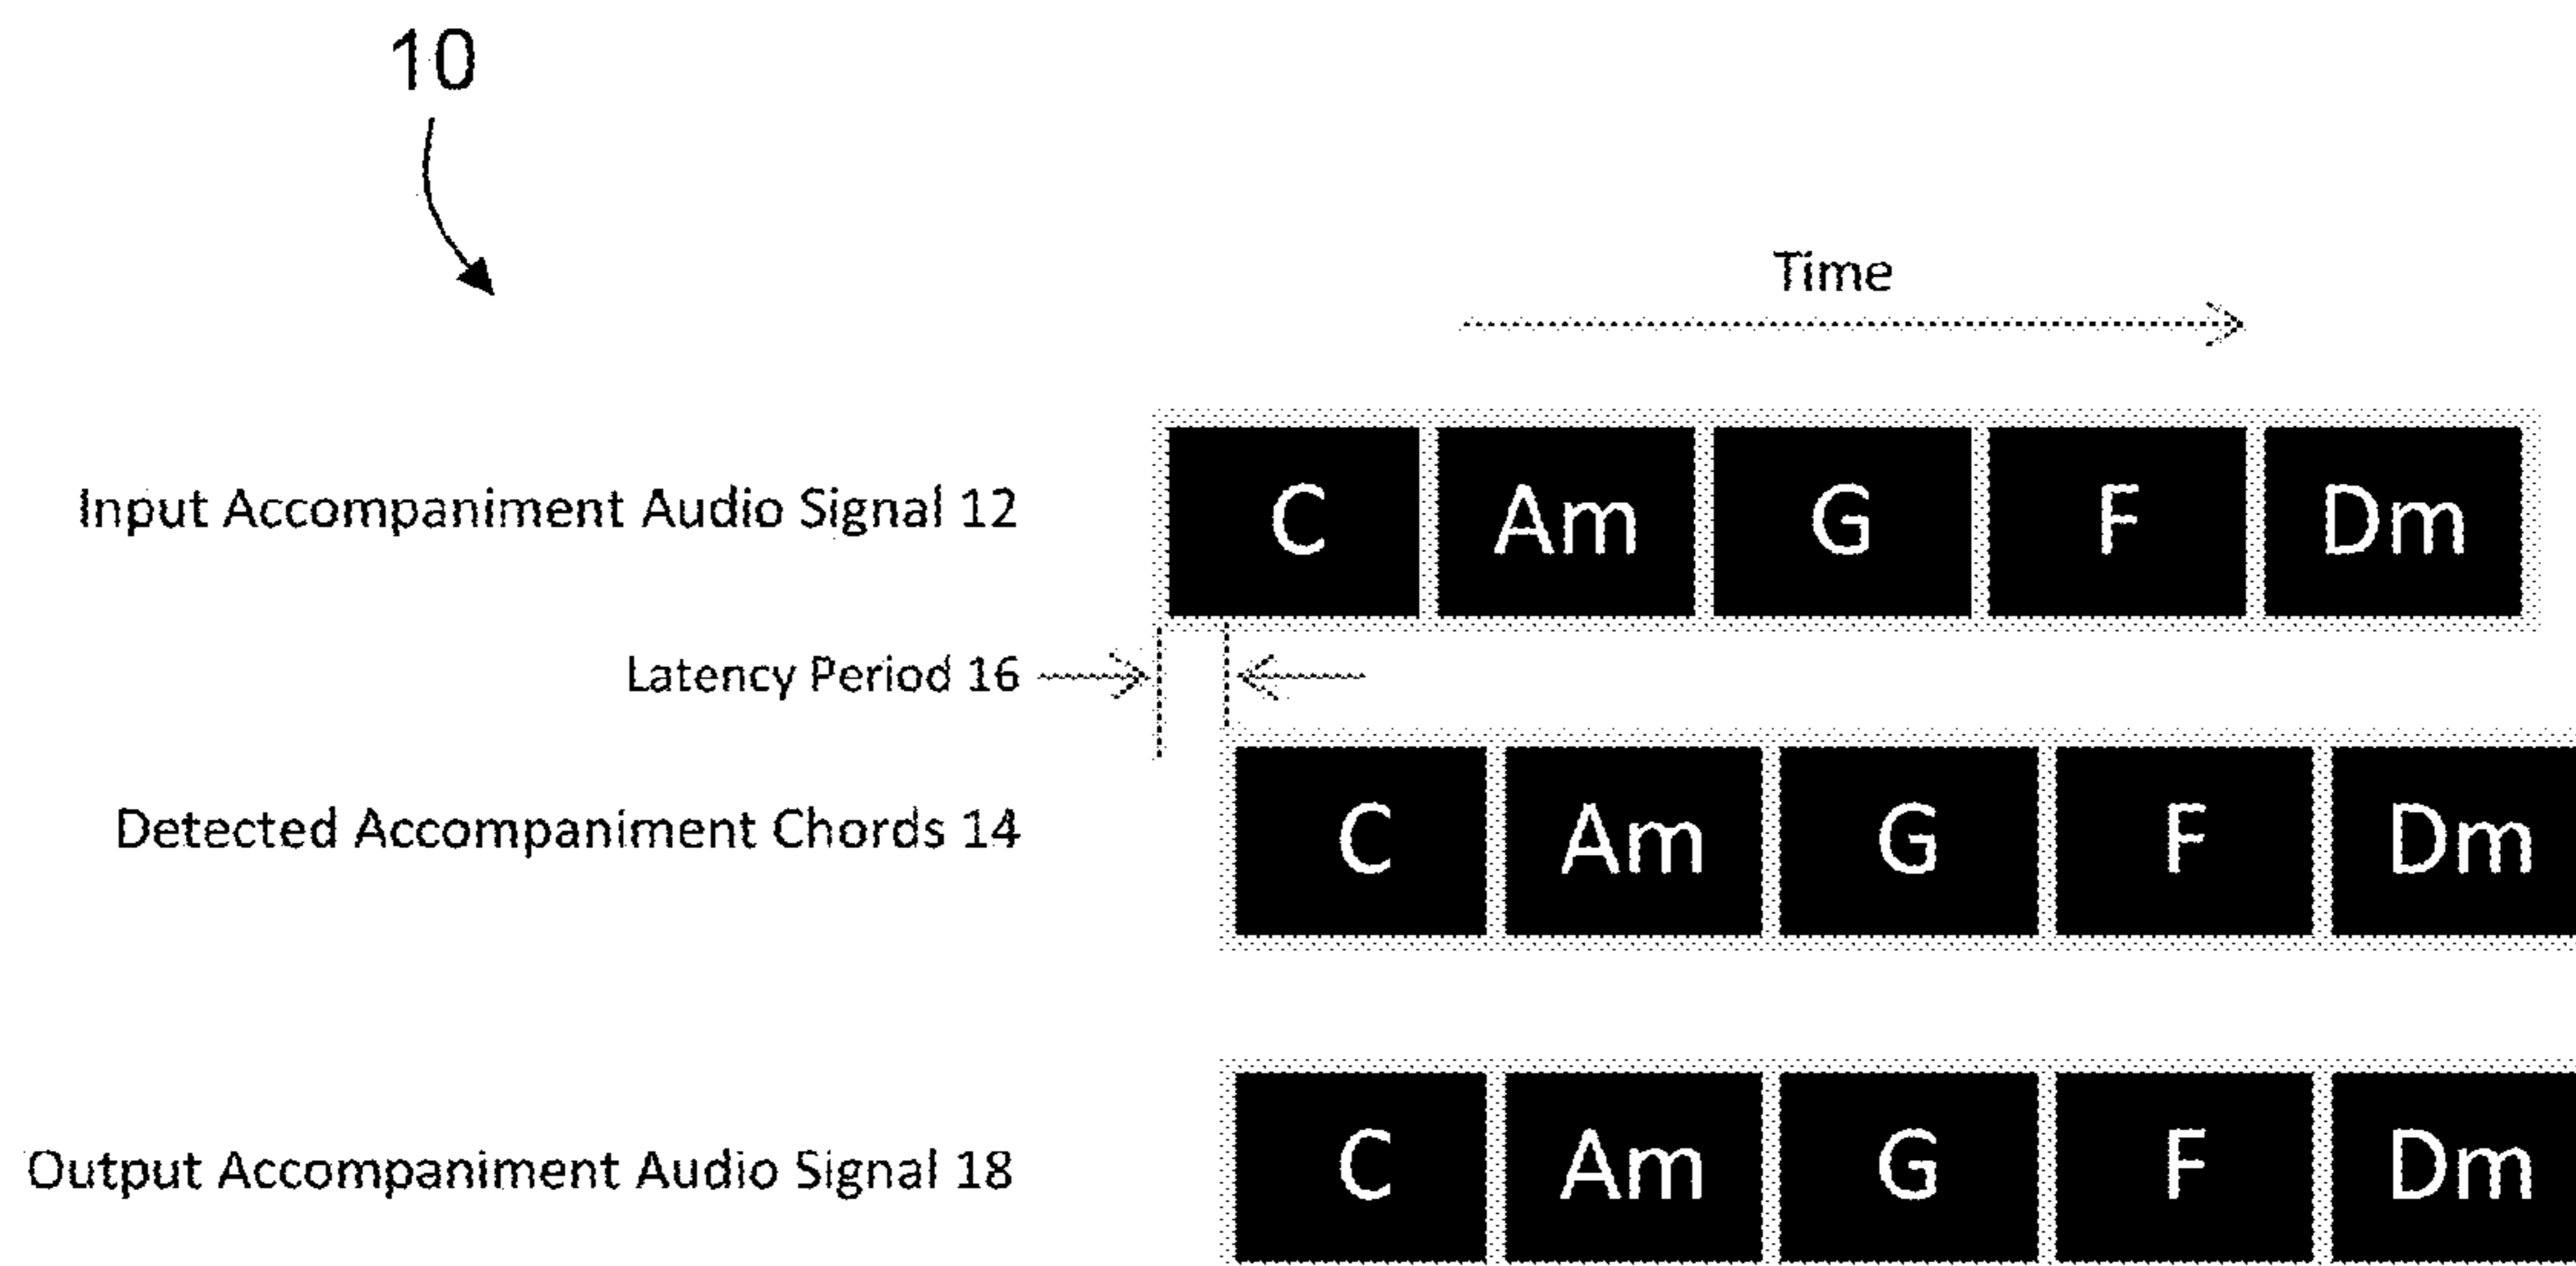 10
Time
Input Accompaniment Audio Signal 12 C Am G F Dm
Latency Period 16
Detected Accompaniment Chords 14 C Am G F Dm
Output Accompaniment Audio Signal 18 C Am G F Dm